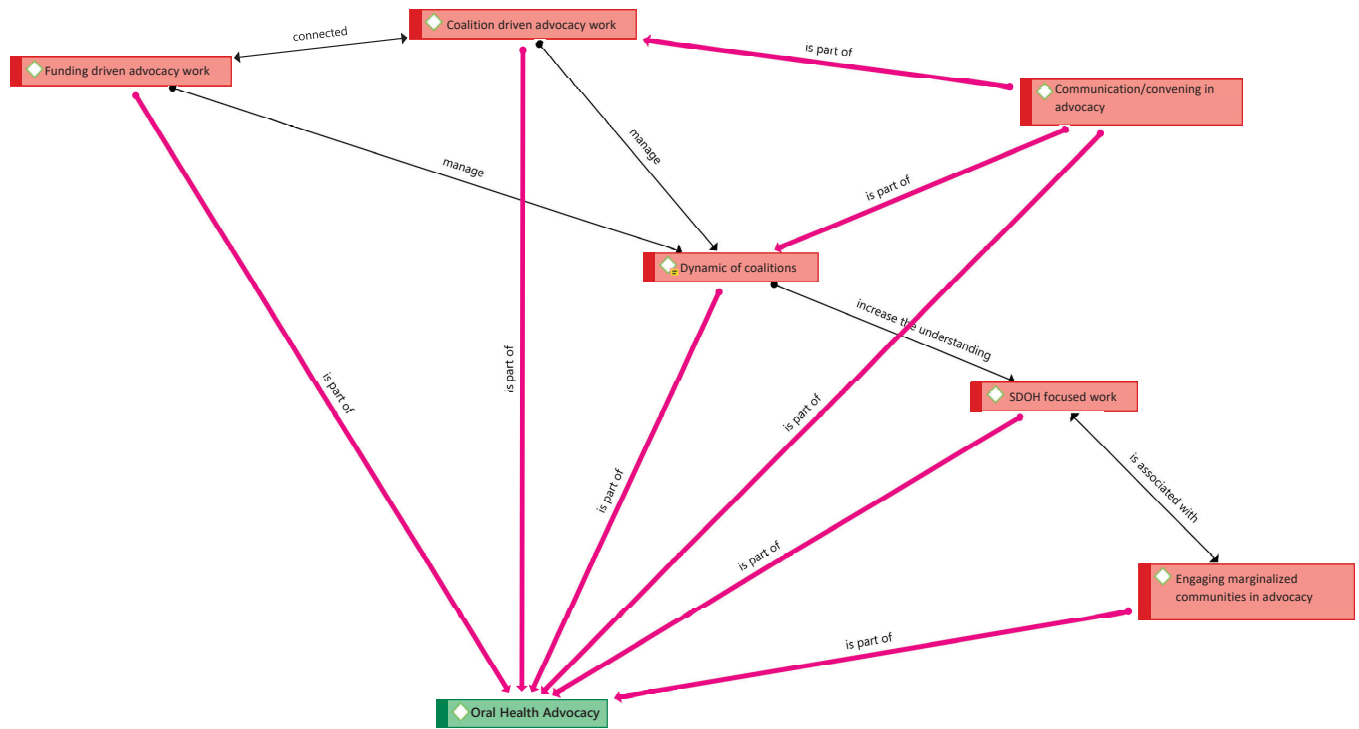 Coalition driven advocacy work
connected
is part of
Funding driven advocacy work
Communication/convening in
advocacy
manage
manage
is part of
Dynamic of coalitions
increase the understanding
is part of
is part of
SDOH focused work
is part of
is part of
is associated with
is part of
Engaging marginalized
communities in advocacy
is part of
Oral Health Advocacy